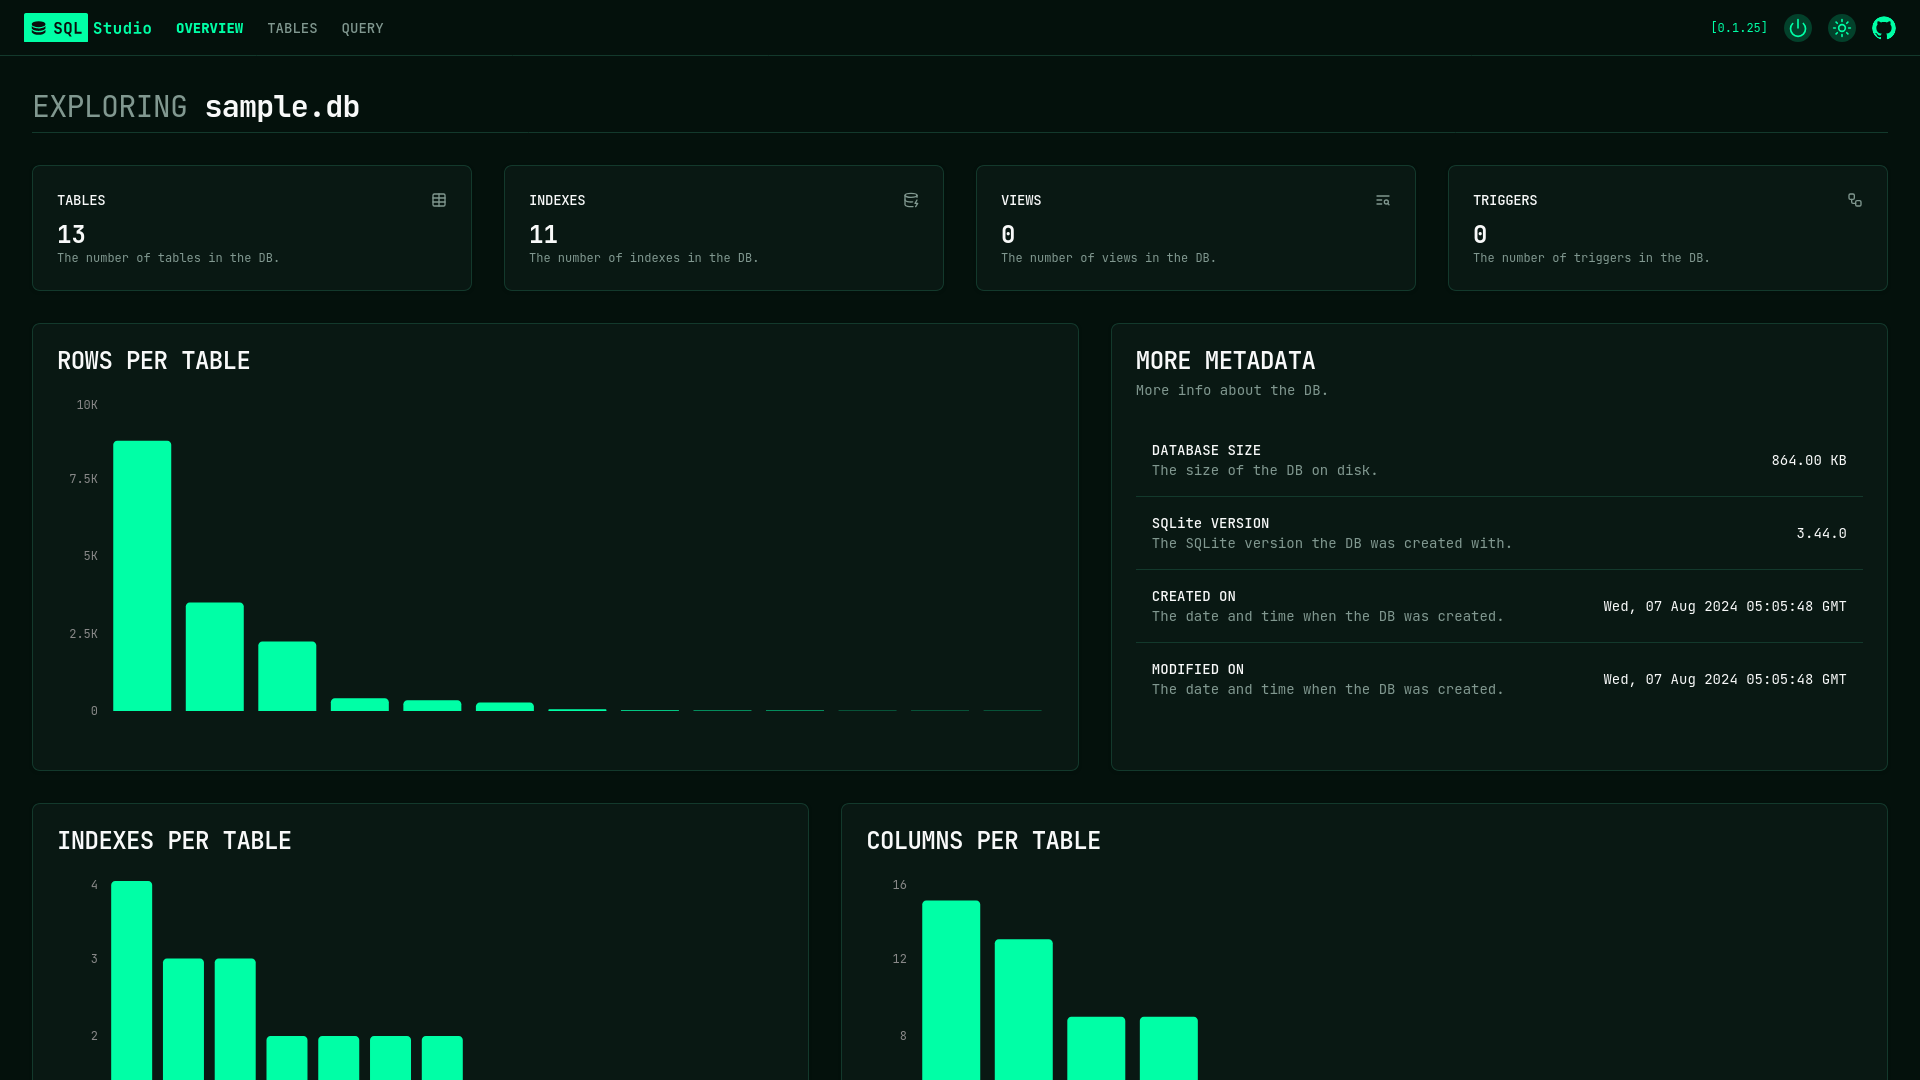 SQL Studio OVERVIEW TABLES QUERY [0.1.25]
EXPLORING sample.db
TABLES
13
The number of tables in the DB.
INDEXES
11
The number of indexes in the DB.
VIEWS
0
The number of views in the DB.
TRIGGERS
0
The number of triggers in the DB.
ROWS PER TABLE
10K
7.5K
5K
2.5K
0
MORE METADATA
More info about the DB.
DATABASE SIZE
The size of the DB on disk.
864.00 KB
SQLite VERSION
The SQLite version the DB was created with.
3.44.0
CREATED ON
The date and time when the DB was created.
Wed, 07 Aug 2024 05:05:48 GMT
MODIFIED ON
The date and time when the DB was created.
Wed, 07 Aug 2024 05:05:48 GMT
INDEXES PER TABLE
4
3
2
COLUMNS PER TABLE
16
12
8